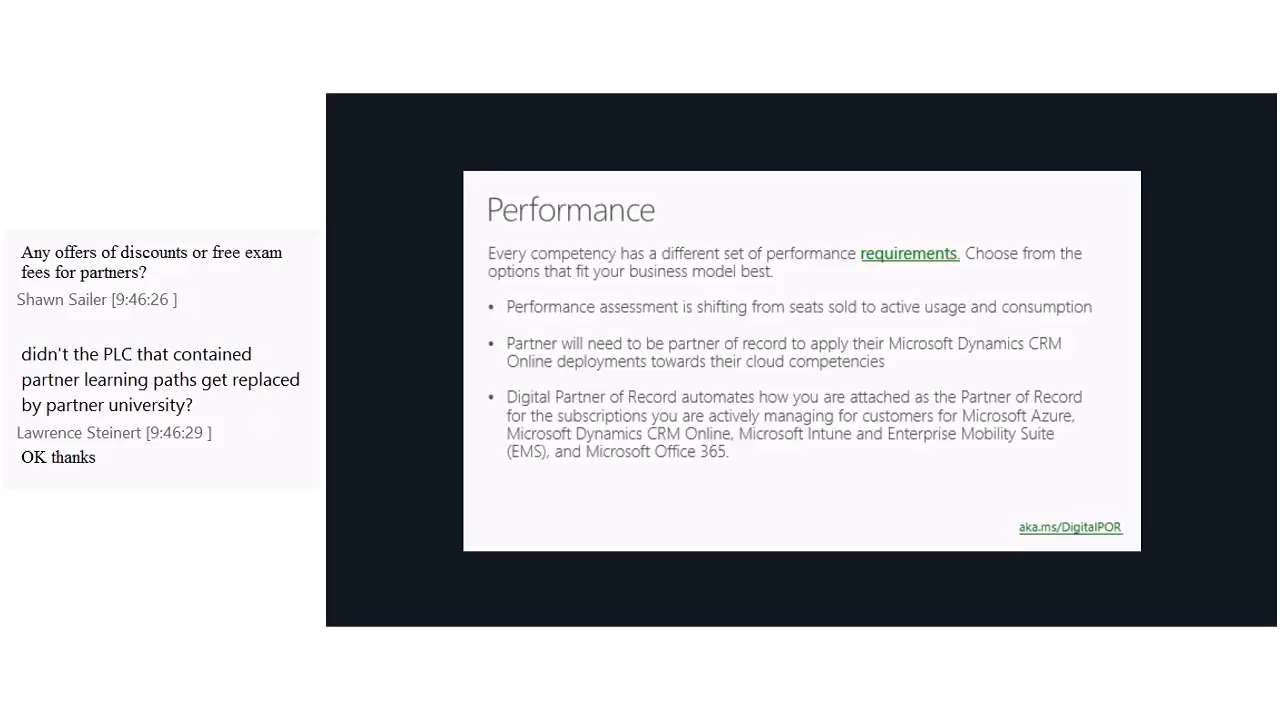 Any offers of discounts or free exam
fees for partners?
Shawn Sailer [9:46:26 ]
didn't the PLC that contained
partner learning paths get replaced
by partner university?
Lawrence Steinert [9:46:29 ]
OK thanks
Performance
Every competency has a different set of performance requirements. Choose from the
options that fit your business model best.
• Performance assessment is shifting from seats sold to active usage and consumption
• Partner will need to be partner of record to apply their Microsoft Dynamics CRM
Online deployments towards their cloud competencies
• Digital Partner of Record automates how you are attached as the Partner of Record
for the subscriptions you are actively managing for customers for Microsoft Azure,
Microsoft Dynamics CRM Online, Microsoft Intune and Enterprise Mobility Suite
(EMS), and Microsoft Office 365.
aka.ms/DigitalPOR